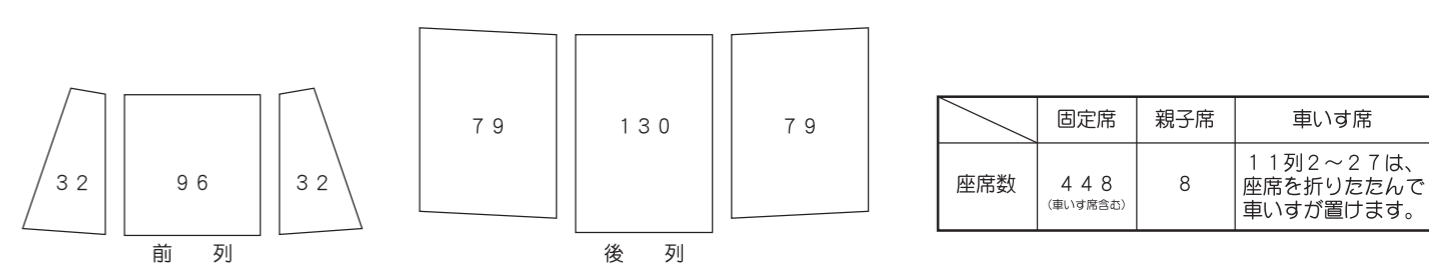 ３２
９６
３２
前　列
７９
１３０
７９
後　列
固定席
親子席
車いす席
座席数
４４８
(車いす席含む)
８
１１列２～２７は、
座席を折りたたんで
車いすが置けます。